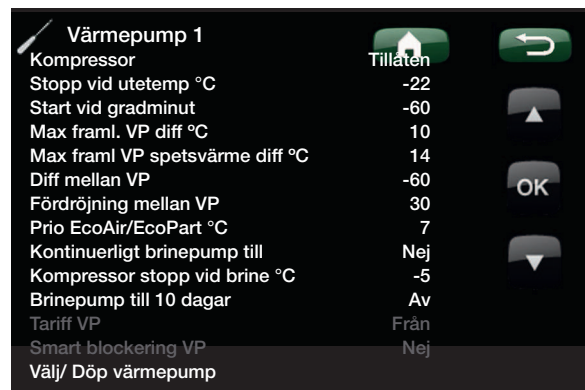 Värmepump 1
Kompressor Tillåten
Stopp vid utetemp °C -22
Start vid gradminut -60
Max framl. VP diff ºC 10
Max framl VP spetsvärme diff ºC 14
Diff mellan VP -60
Fördröjning mellan VP 30
Prio EcoAir/EcoPart °C 7
Kontinuerligt brinepump till Nej
Kompressor stopp vid brine °C -5
Brinepump till 10 dagar Av
Tariff VP Från
Smart blockering VP Nej
Välj/ Döp värmepump
OK